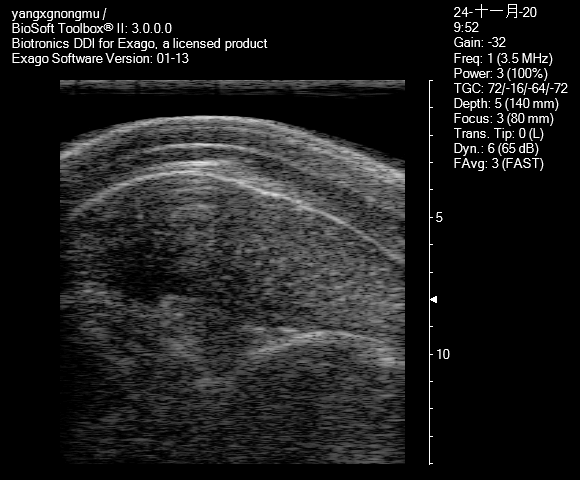 yangxgnongmu /
BioSoft Toolbox® II: 3.0.0.0
Biotronics DDI for Exago, a licensed product
Exago Software Version: 01-13
24-十一月-20
9:52
Gain: -32
Freq: 1 (3.5 MHz)
Power: 3 (100%)
TGC: 72/-16/-64/-72
Depth: 5 (140 mm)
Focus: 3 (80 mm)
Trans. Tip: 0 (L)
Dyn.: 6 (65 dB)
FAvg: 3 (FAST)
5
10